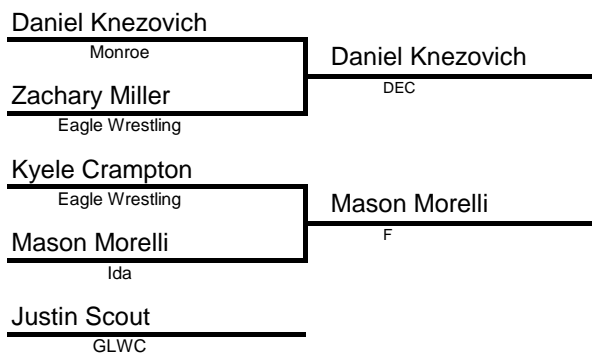 Daniel Knezovich
Monroe
Daniel Knezovich
DEC
Zachary Miller
Eagle Wrestling
Kyele Crampton
Eagle Wrestling
Mason Morelli
F
Mason Morelli
Ida
Justin Scout
GLWC